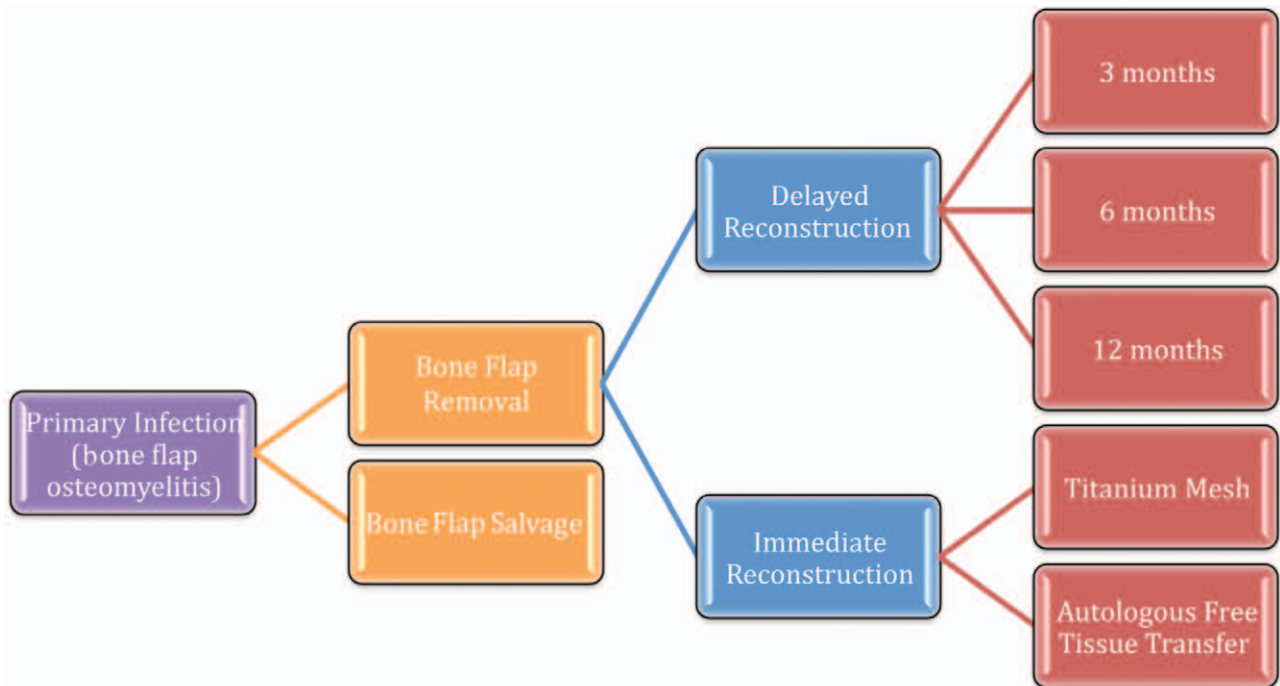 Primary Infection
(bone flap
osteomyelitis)
Bone Flap
Removal
Bone Flap Salvage
Delayed
Reconstruction
Immediate
Reconstruction
3 months
6 months
12 months
Titanium Mesh
Autologous Free
Tissue Transfer